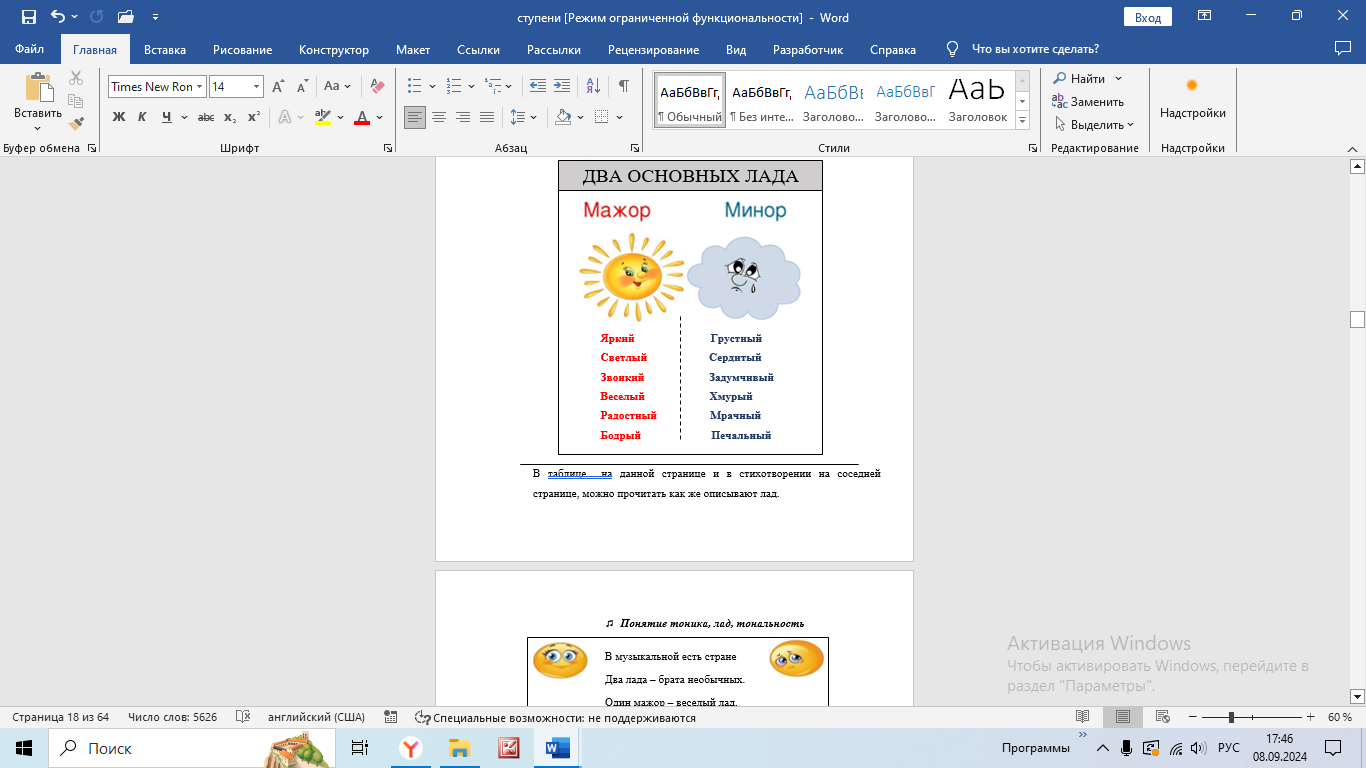 ступени [Режим ограниченной функциональности] - Word
Вход
Файл Главная Вставка Рисование Конструктор Макет Ссылки Рассылки Рецензирование Вид Разработчик Справка Что вы хотите сделать?
Вставить
Times New Ron 14 Aa
Ж К Ч abc x₂ x² A A
АаБбВвГг, АаБбВвГг, АаБбВı АаБбВвГ АаЬ
¶ Обычный ¶ Без инте... Заголово... Заголово... Заголовок
Найти
Заменить
Выделить
Надстройки
Буфер обмена Шрифт Абзац Стили Редактирование Надстройки
ДВА ОСНОВНЫХ ЛАДА
Мажор Минор
Яркий Грустный
Светлый Сердитый
Звонкий Задумчивый
Веселый Хмурый
Радостный Мрачный
Бодрый Печальный
В таблице на данной странице и в стихотворении на соседней
странице, можно прочитать как же описывают лад.
♫ Понятие тоника, лад, тональность
В музыкальной есть стране
Два лада – брата необычных.
Один мажор – веселый лад.
Активация Windows
Чтобы активировать Windows, перейдите в
раздел "Параметры".
Страница 18 из 64 Число слов: 5626 английский (США) Специальные возможности: не поддерживаются 60 %
Поиск
Программы
РУС
17:46
08.09.2024